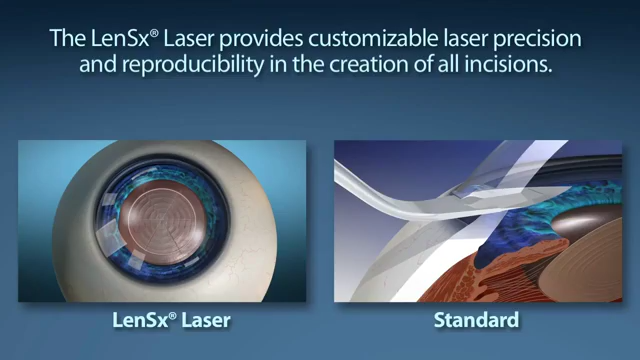 The LenSx® Laser provides customizable laser precision
and reproducibility in the creation of all incisions.
LenSx® Laser
Standard